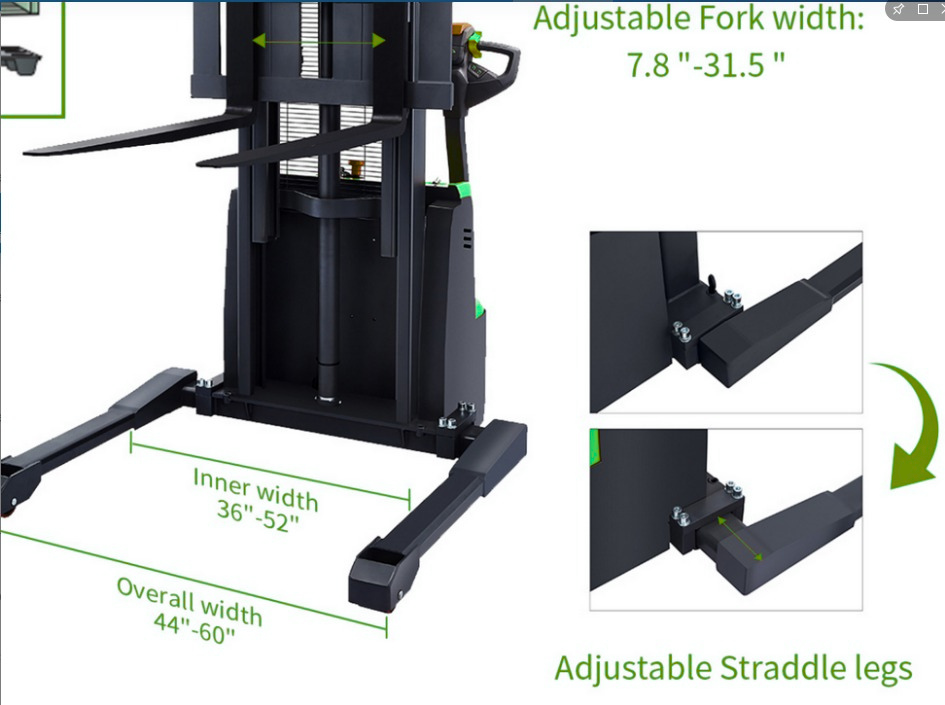 Adjustable Fork width:
7.8 "-31.5 "
Inner width
36"-52"
Overall width
44"-60"
Adjustable Straddle legs